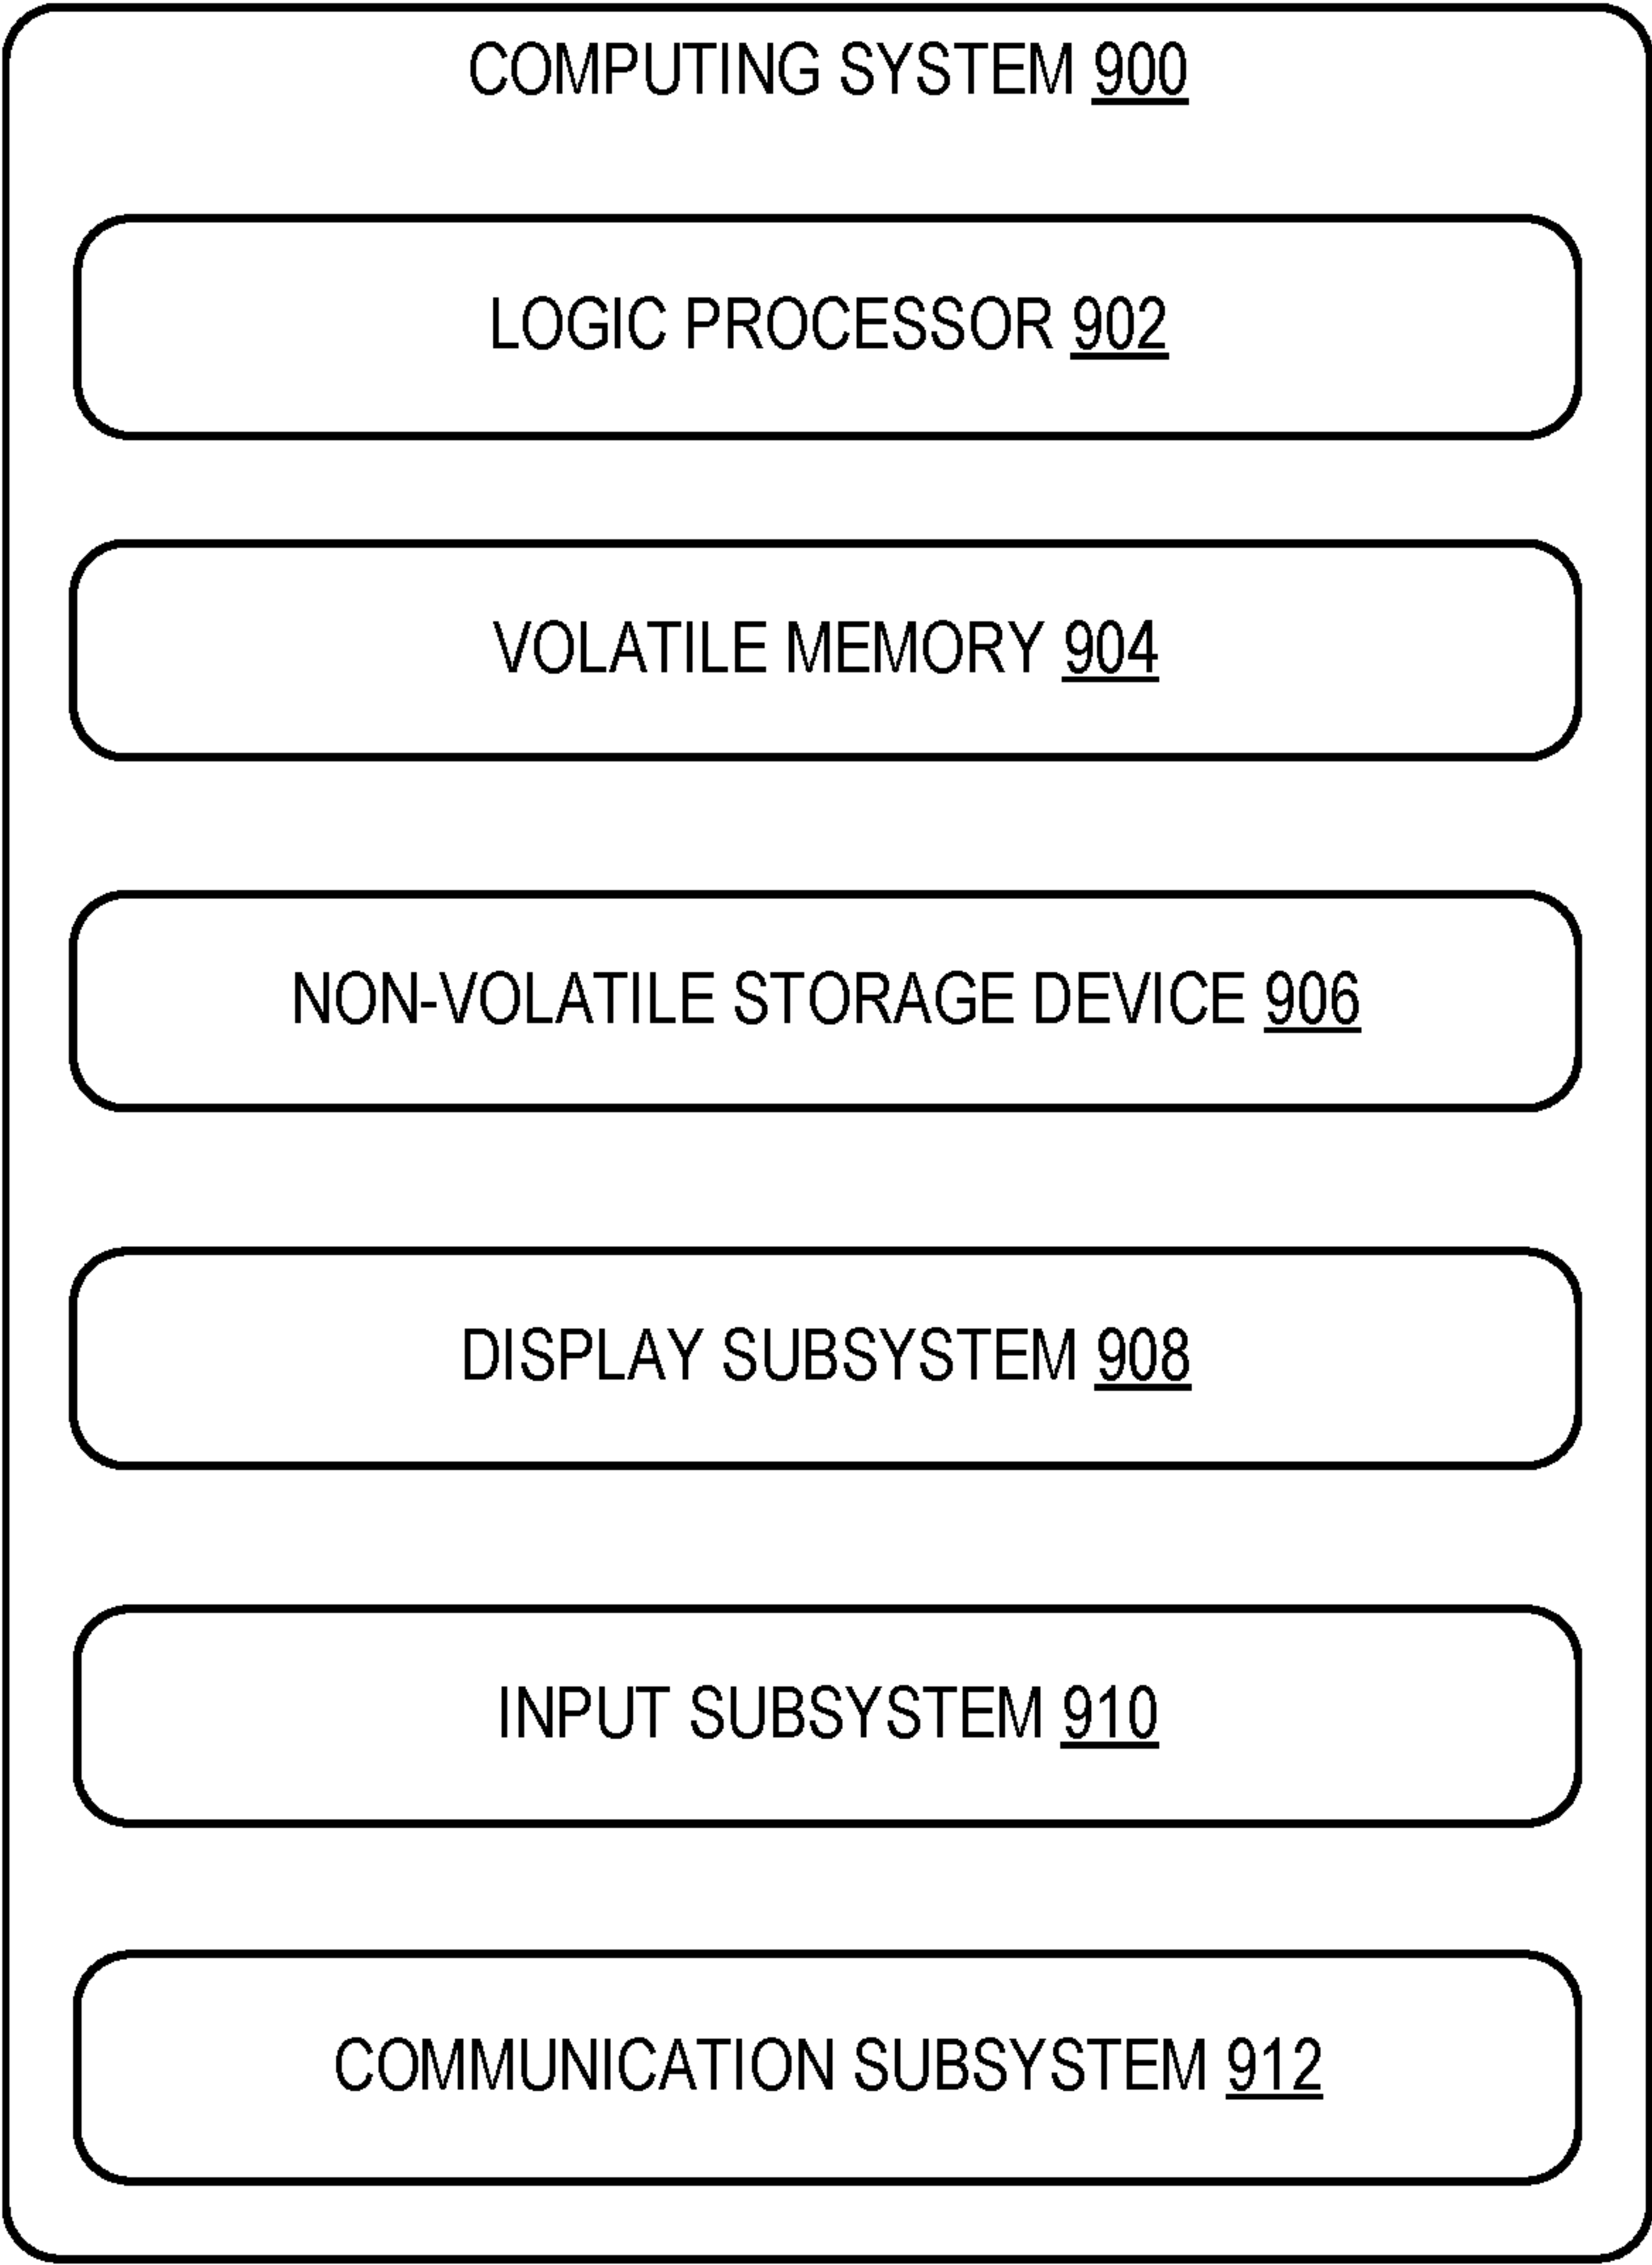 COMPUTING SYSTEM 900
LOGIC PROCESSOR 902
VOLATILE MEMORY 904
NON-VOLATILE STORAGE DEVICE 906
DISPLAY SUBSYSTEM 908
INPUT SUBSYSTEM 910
COMMUNICATION SUBSYSTEM 912